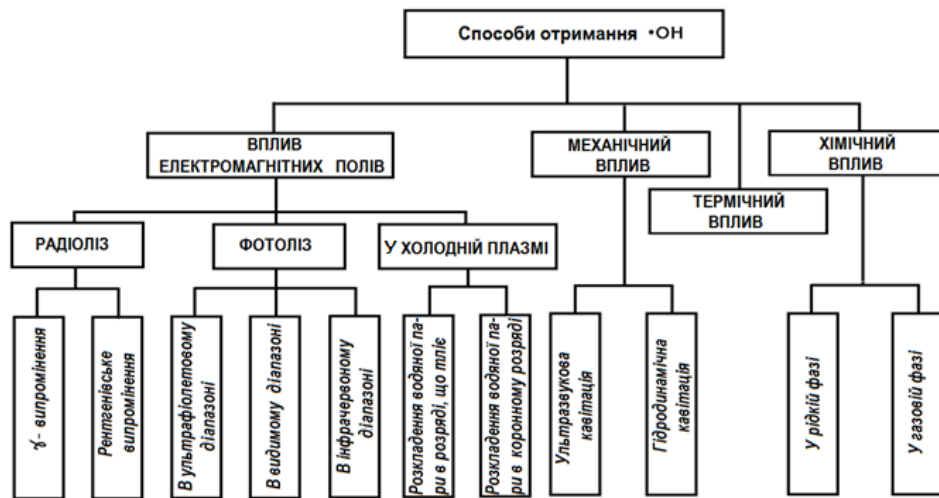 Способи отримання •ОН
ВПЛИВ
ЕЛЕКТРОМАГНІТНИХ ПОЛІВ
МЕХАНІЧНИЙ
ВПЛИВ
ТЕРМІЧНИЙ
ВПЛИВ
ХІМІЧНИЙ
ВПЛИВ
РАДІОЛІЗ
ФОТОЛІЗ
У ХОЛОДНІЙ ПЛАЗМІ
ɣ- випромінення
Рентгенівське
випромінення
В ультрафіолетовому
діапазоні
В видимому діапазоні
В інфрачервоному
діапазоні
Розкладення водяної па-
ри в розряді, що тліє
Розкладення водяної па-
ри в коронному розряді
Ультразвукова
кавітація
Гідродинамічна
кавітація
У рідкій фазі
У газовій фазі